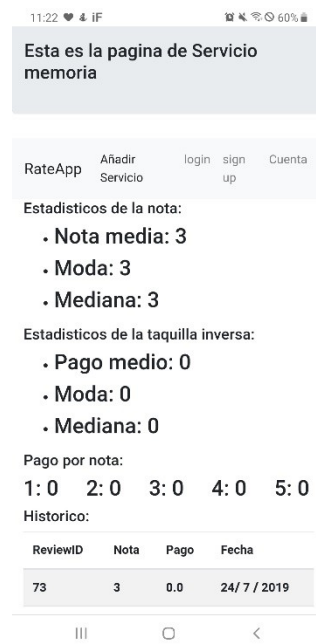 11:22 iF 60%
Esta es la pagina de Servicio
memoria
RateApp Añadir Servicio login sign up Cuenta
Estadisticos de la nota:
• Nota media: 3
• Moda: 3
• Mediana: 3
Estadisticos de la taquilla inversa:
• Pago medio: 0
• Moda: 0
• Mediana: 0
Pago por nota:
1: 0 2: 0 3: 0 4: 0 5: 0
Historico:
ReviewID Nota Pago Fecha
73 3 0.0 24/ 7 / 2019